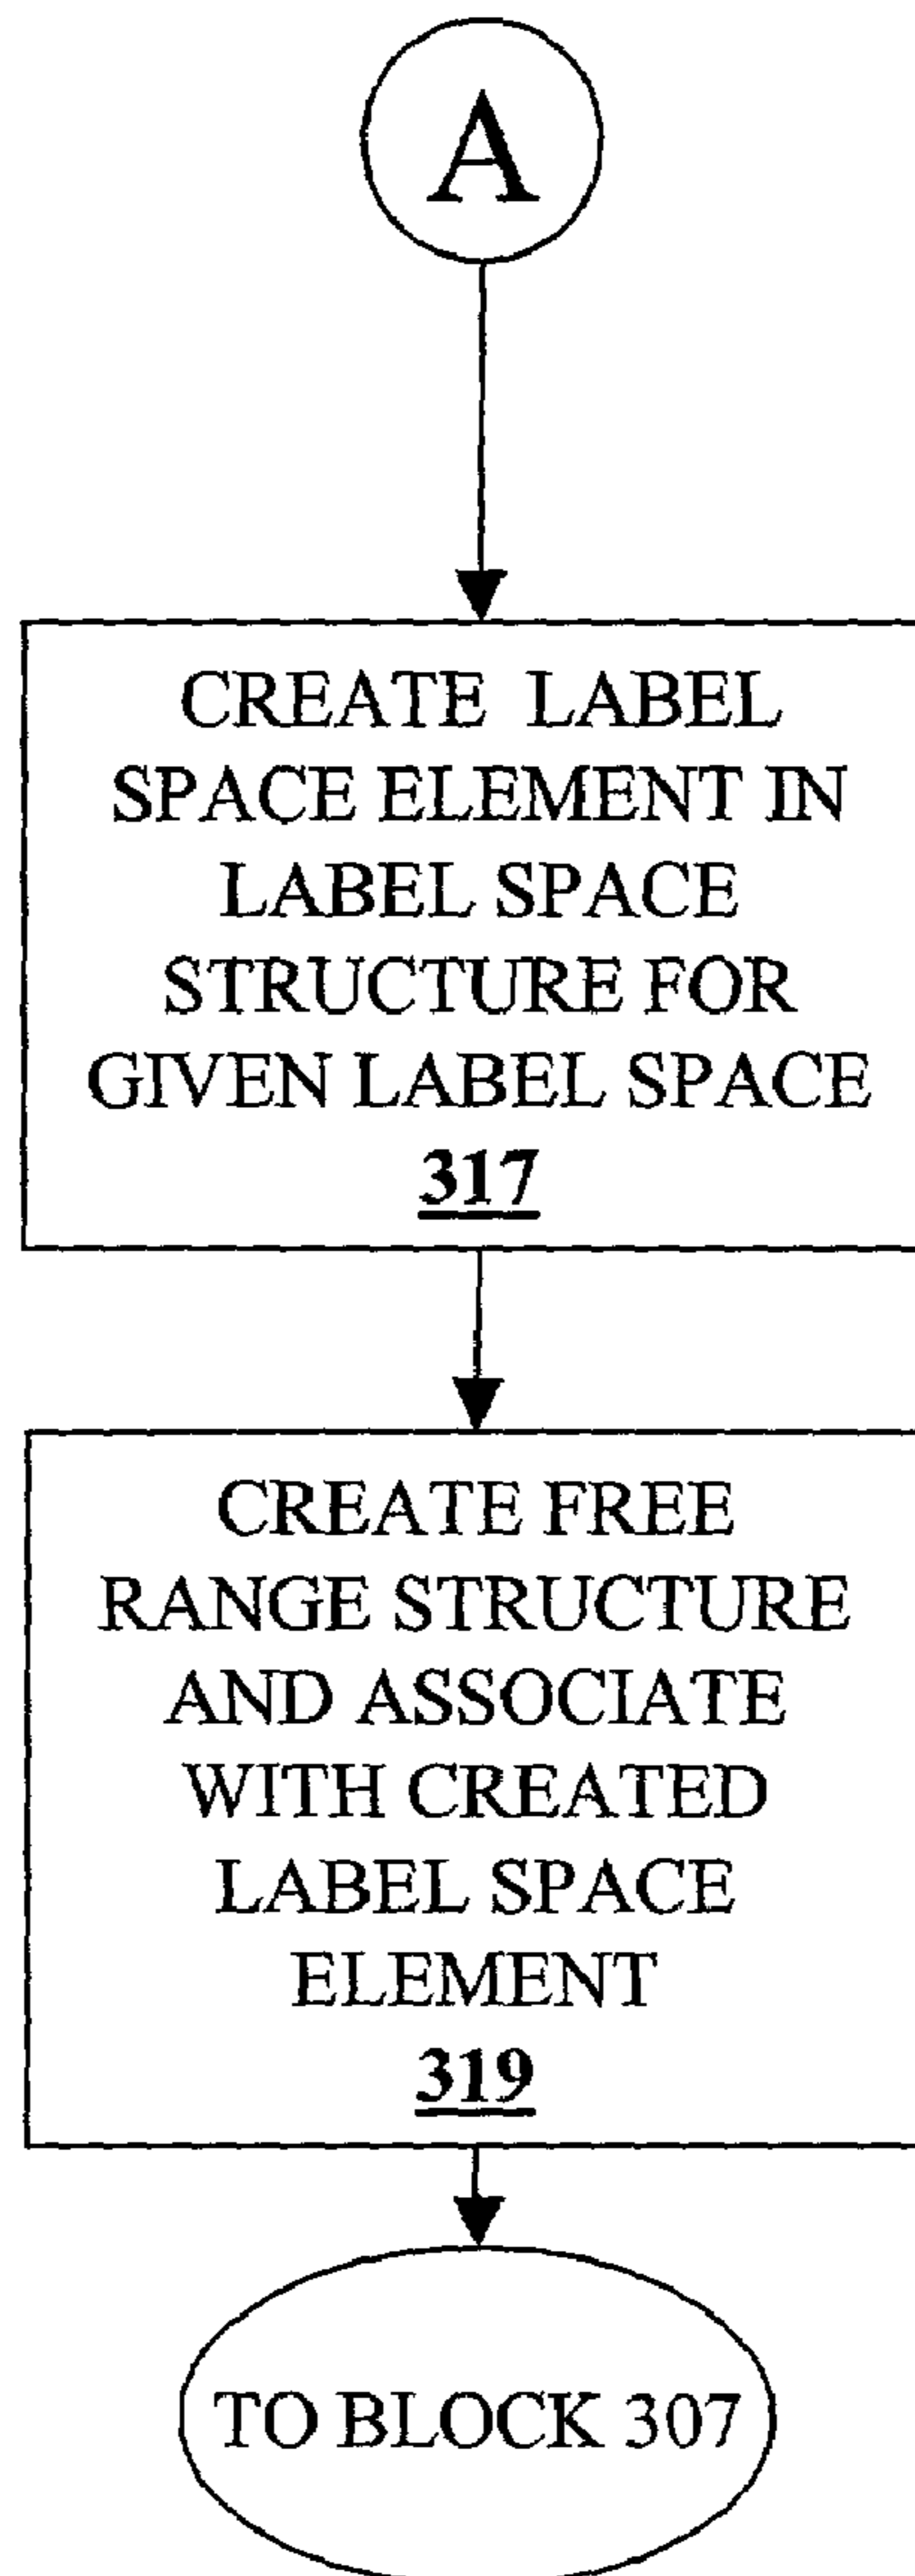 A
CREATE LABEL
SPACE ELEMENT IN
LABEL SPACE
STRUCTURE FOR
GIVEN LABEL SPACE
317
CREATE FREE
RANGE STRUCTURE
AND ASSOCIATE
WITH CREATED
LABEL SPACE
ELEMENT
319
TO BLOCK 307